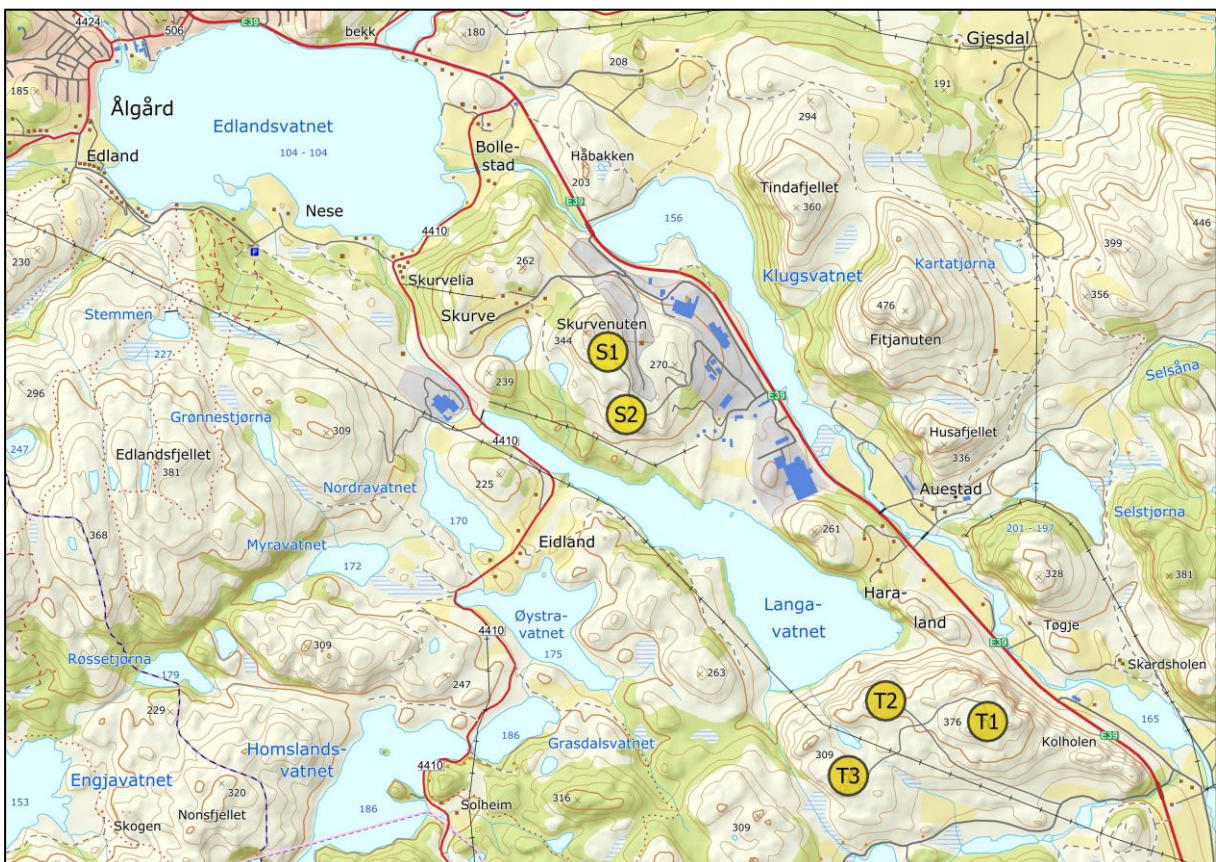 4424
506
E39
bekk
180
Gjesdal
208
185
Ålgård
191
294
Edlandsvatnet
104 - 104
Bolle-
stad
Håbakken
Edland
203
Tindafjellet
360
E39
Nese
156
446
399
4410
230
262
Klugsvatnet
Kartatjørna
Skurvelia
356
476
Stemmen
Skurve
Skurvenuten
344
S1
Fitjanuten
227
270
239
Selsåna
296
E39
Grønnestjørna
S2
309
4410
Husafjellet
247
Edlandsfjellet
336
381
Nordravatnet
225
Auestad
Selstjørna
170
261
201 - 197
368
Eidland
Myravatnet
172
328
381
Hara-
land
Langa-
vatnet
Øystra-
vatnet
175
Tøgje
4410
E39
309
Røssetjørna
Skardsholen
179
263
247
T2
T1
376
165
229
186
Homslands-
vatnet
Grasdalsvatnet
E39
Kolholen
309
4410
T3
Engjavatnet
153
320
186
Solheim
316
Nonsfjellet
Skogen
309